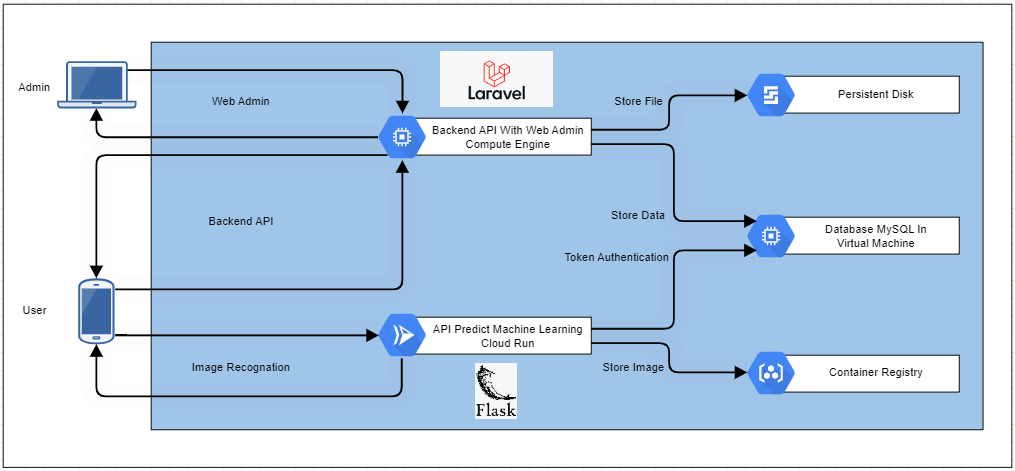 Admin
Web Admin
Laravel
Backend API With Web Admin
Compute Engine
Store File
Persistent Disk
Backend API
Store Data
Database MySQL In
Virtual Machine
Token Authentication
User
API Predict Machine Learning
Cloud Run
Image Recognation
Flask
Store Image
Container Registry